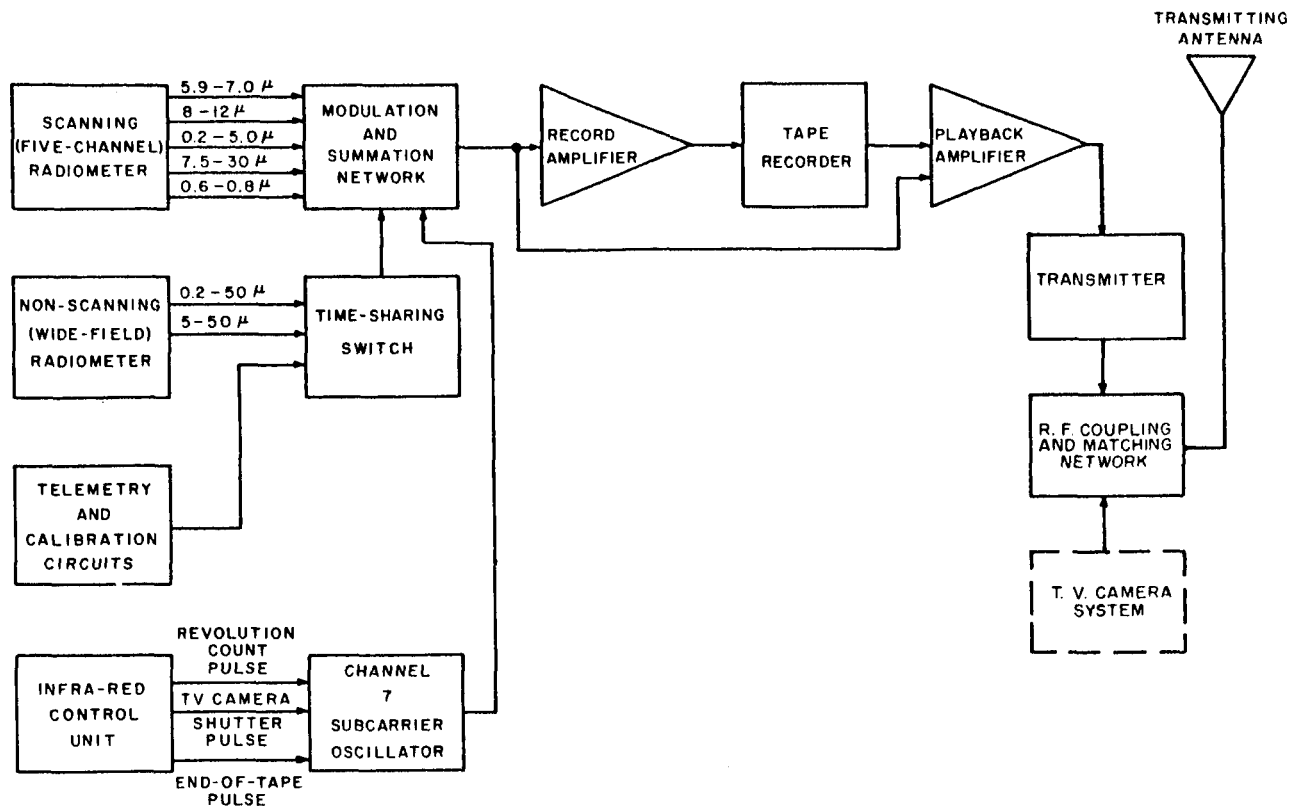 TRANSMITTING
ANTENNA
SCANNING
(FIVE-CHANNEL)
RADIOMETER
5.9-7.0 μ
8-12 μ
0.2-5.0 μ
7.5-30 μ
0.6-0.8 μ
MODULATION
AND
SUMMATION
NETWORK
RECORD
AMPLIFIER
TAPE
RECORDER
PLAYBACK
AMPLIFIER
TRANSMITTER
NON-SCANNING
(WIDE-FIELD)
RADIOMETER
0.2-50 μ
5-50 μ
TIME-SHARING
SWITCH
R. F. COUPLING
AND MATCHING
NETWORK
TELEMETRY
AND
CALIBRATION
CIRCUITS
T. V. CAMERA
SYSTEM
INFRA-RED
CONTROL
UNIT
REVOLUTION
COUNT
PULSE
TV CAMERA
SHUTTER
PULSE
END-OF-TAPE
PULSE
CHANNEL
7
SUBCARRIER
OSCILLATOR